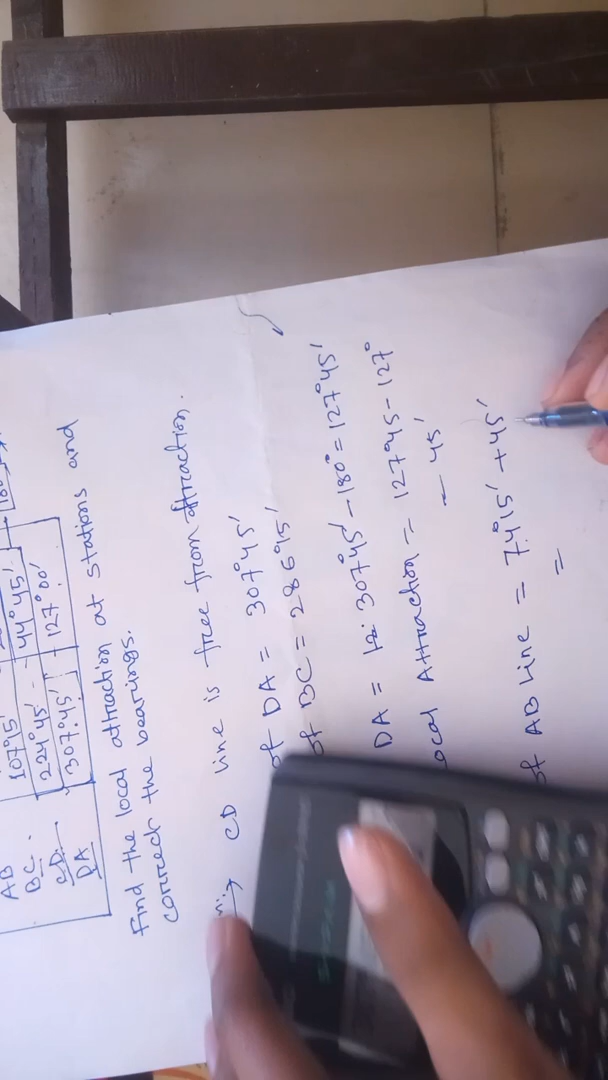 AB
BC 107°15'
CD 224°45' 44°45'
DA 307°45' 127°00'
Find the local attraction at stations and
correct the bearings.
CD line is free from attraction.
of DA = 307°45'
of BC = 286°15'
DA = 307°45' - 180° = 127°45'
ocal Attraction = 127°45 - 127°
- 45'
of AB line = 74°15' + 45'
=